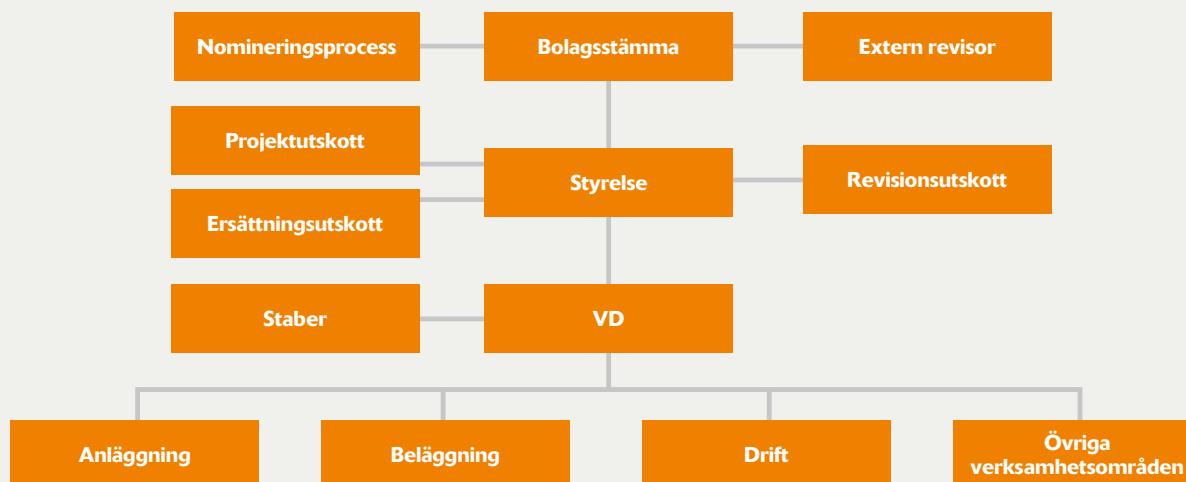 Nomineringsprocess
Bolagsstämma
Extern revisor
Projektutskott
Styrelse
Revisionsutskott
Ersättningsutskott
Staber
VD
Anläggning
Beläggning
Drift
Övriga
verksamhetsområden